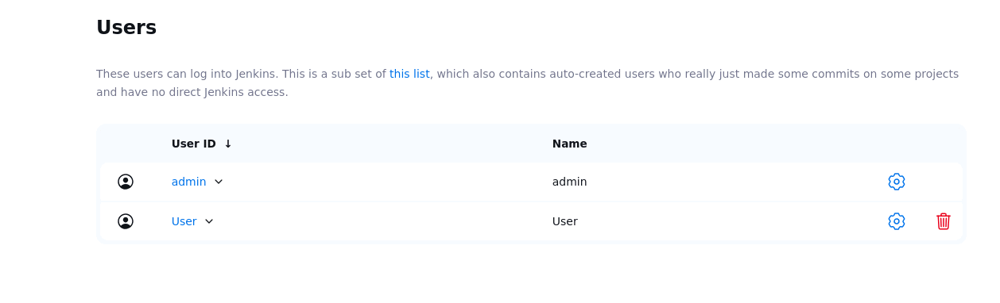 Users
These users can log into Jenkins. This is a sub set of this list, which also contains auto-created users who really just made some commits on some projects
and have no direct Jenkins access.
User ID ↓ Name
admin admin
User User